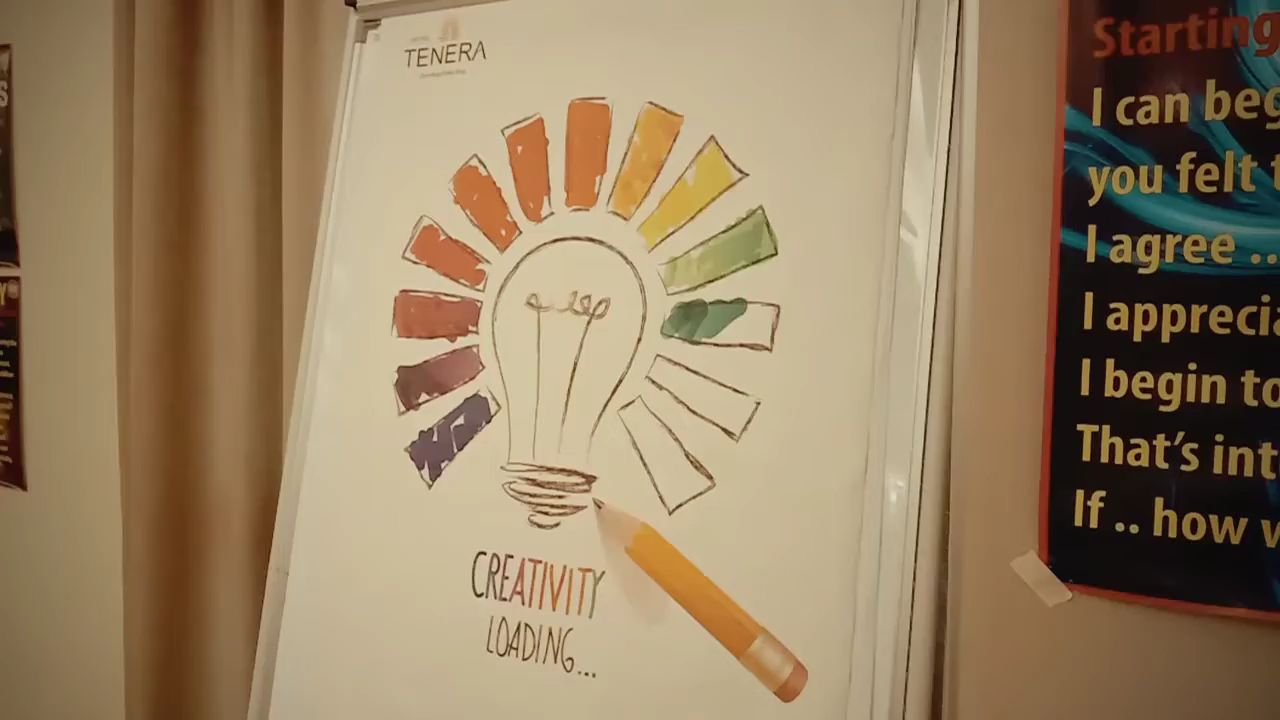 TENERA
CREATIVITY
LOADING...
Starting
I can beg
you felt t
I agree ..
I apprecia
I begin to
That's int
If .. how w
S
Y